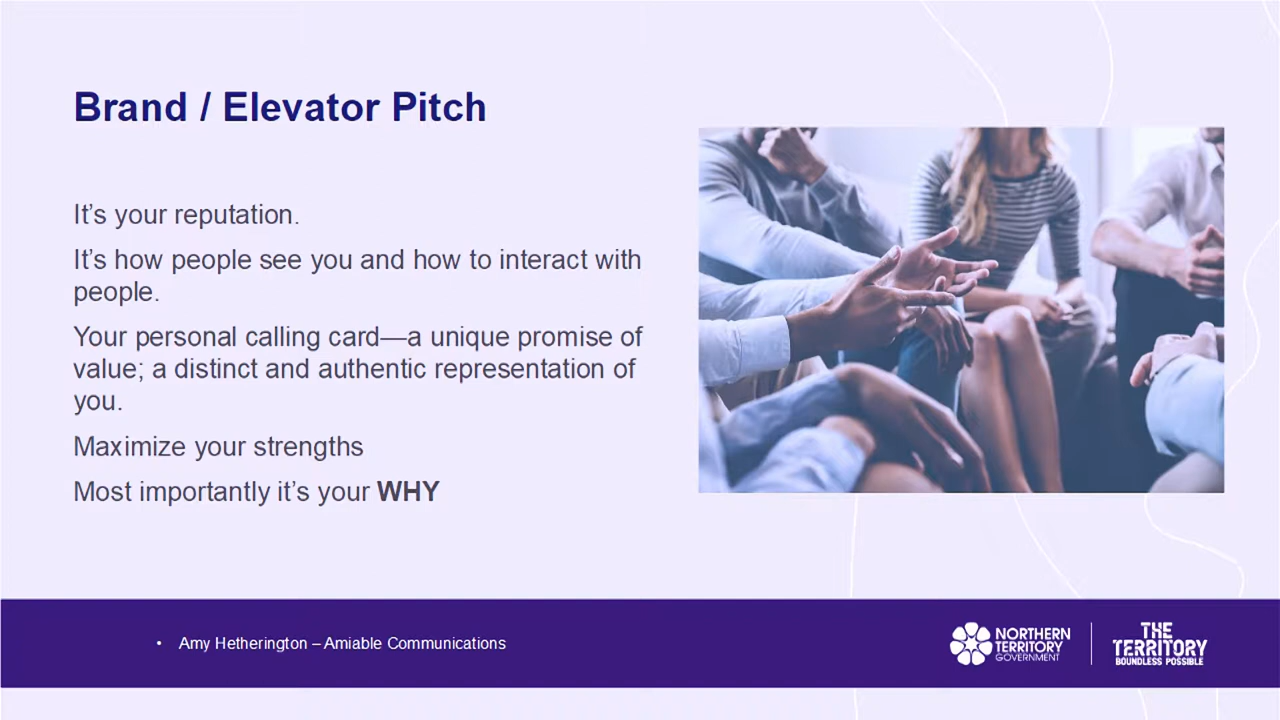 Brand / Elevator Pitch
It’s your reputation.
It’s how people see you and how to interact with
people.
Your personal calling card—a unique promise of
value; a distinct and authentic representation of
you.
Maximize your strengths
Most importantly it’s your WHY
• Amy Hetherington – Amiable Communications
NORTHERN
TERRITORY
GOVERNMENT
THE
TERRITORY
BOUNDLESS POSSIBLE